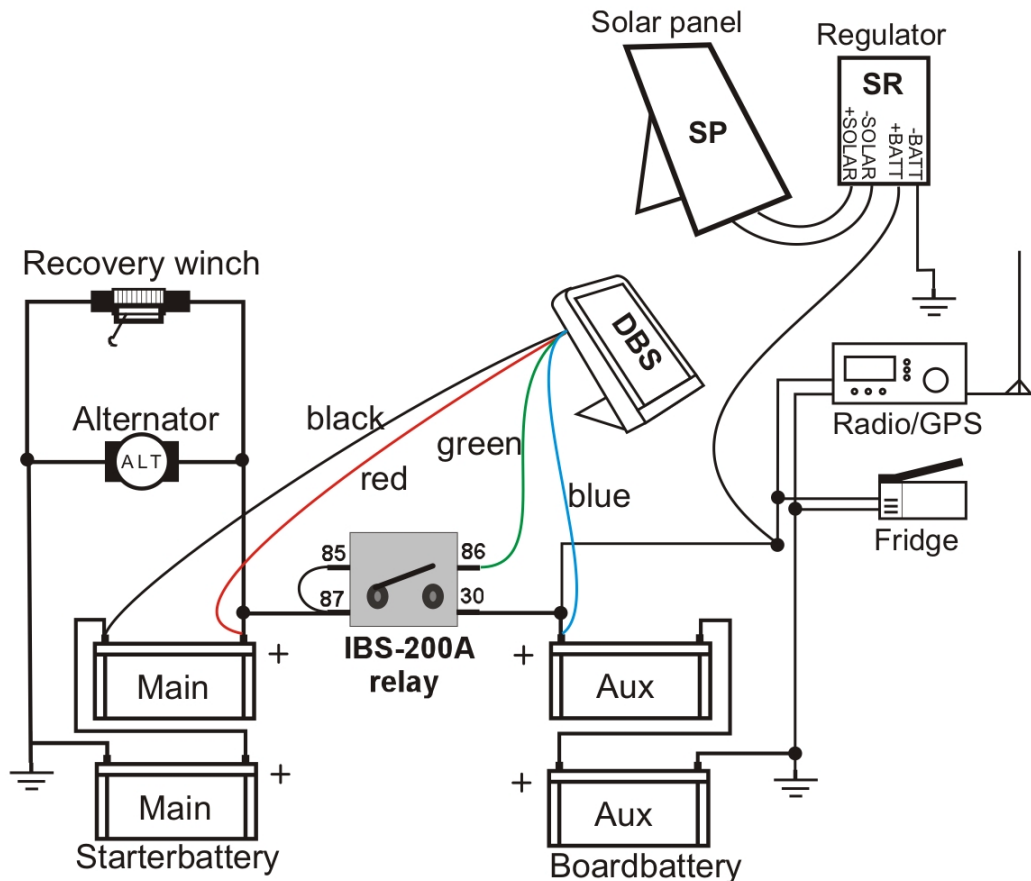 Solar panel
Regulator
SR
+SOLAR
-SOLAR
+BATT
-BATT
SP
Recovery winch
DBS
Alternator
ALT
black
red
green
blue
Radio/GPS
Fridge
85
86
87
30
IBS-200A
relay
+
Main
+
Aux
+
Main
+
Aux
Starterbattery
Boardbattery